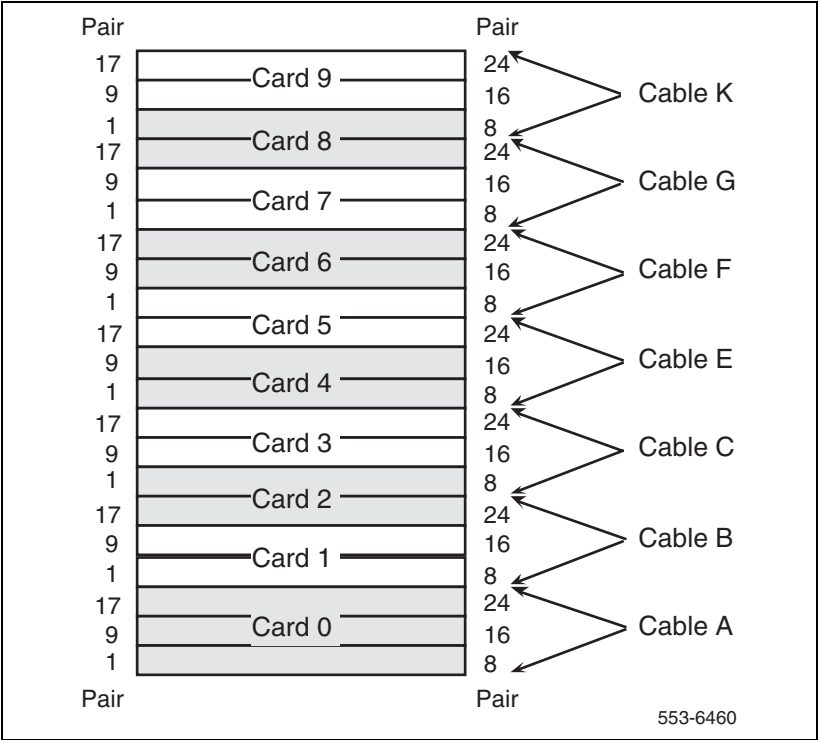 Pair Pair
17 24
Card 9
9 16 Cable K
1 8
Card 8
17 24
9 16 Cable G
Card 7
1 8
17 24
Card 6
9 16 Cable F
1 8
Card 5
17 24
9 16 Cable E
Card 4
1 8
17 24
Card 3
9 16 Cable C
1 8
Card 2
17 24
9 16 Cable B
Card 1
1 8
17 24
Card 0 Cable A
9 16
1 8
Pair Pair
553-6460